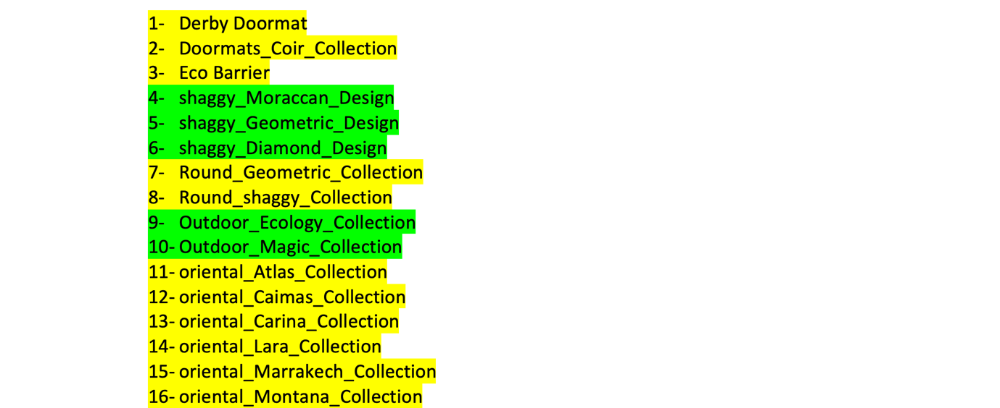 1- Derby Doormat
2- Doormats_Coir_Collection
3- Eco Barrier
4- shaggy_Moraccan_Design
5- shaggy_Geometric_Design
6- shaggy_Diamond_Design
7- Round_Geometric_Collection
8- Round_shaggy_Collection
9- Outdoor_Ecology_Collection
10- Outdoor_Magic_Collection
11- oriental_Atlas_Collection
12- oriental_Caimas_Collection
13- oriental_Carina_Collection
14- oriental_Lara_Collection
15- oriental_Marrakech_Collection
16- oriental_Montana_Collection